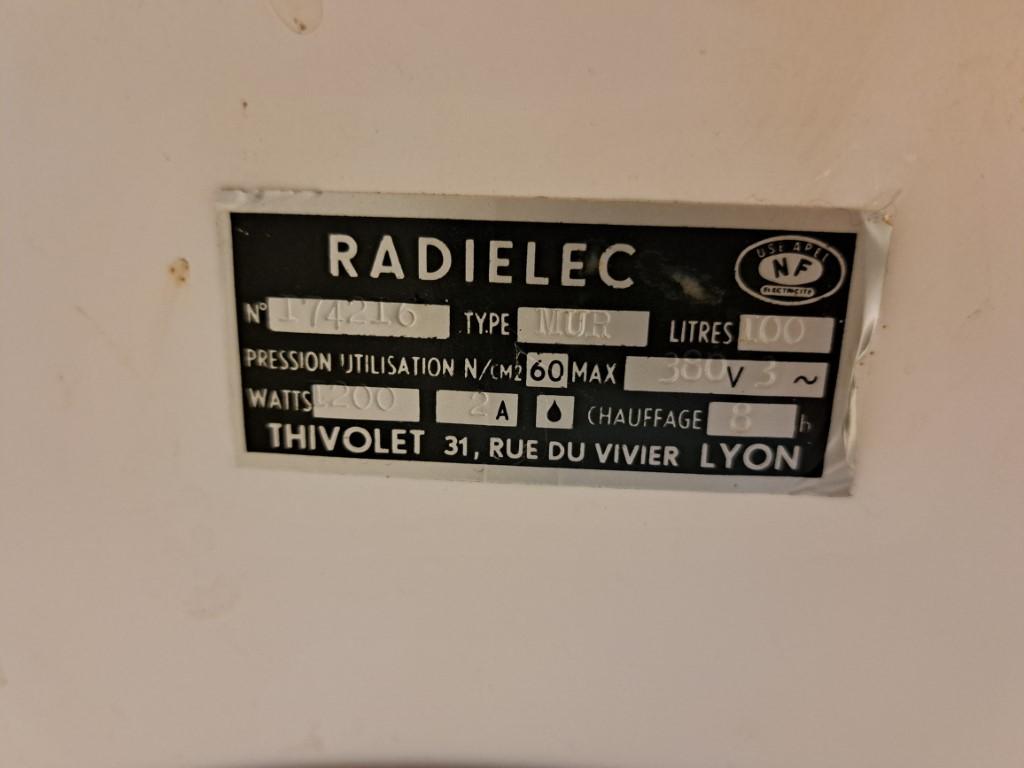 RADIELEC
USE APEL
NF
ELECTRICITE
N° 174216 TYPE MUR LITRES 100
PRESSION UTILISATION N/CM2 60 MAX 380 V 3 ~
WATTS 1200 2 A CHAUFFAGE 8 h
THIVOLET 31, RUE DU VIVIER LYON